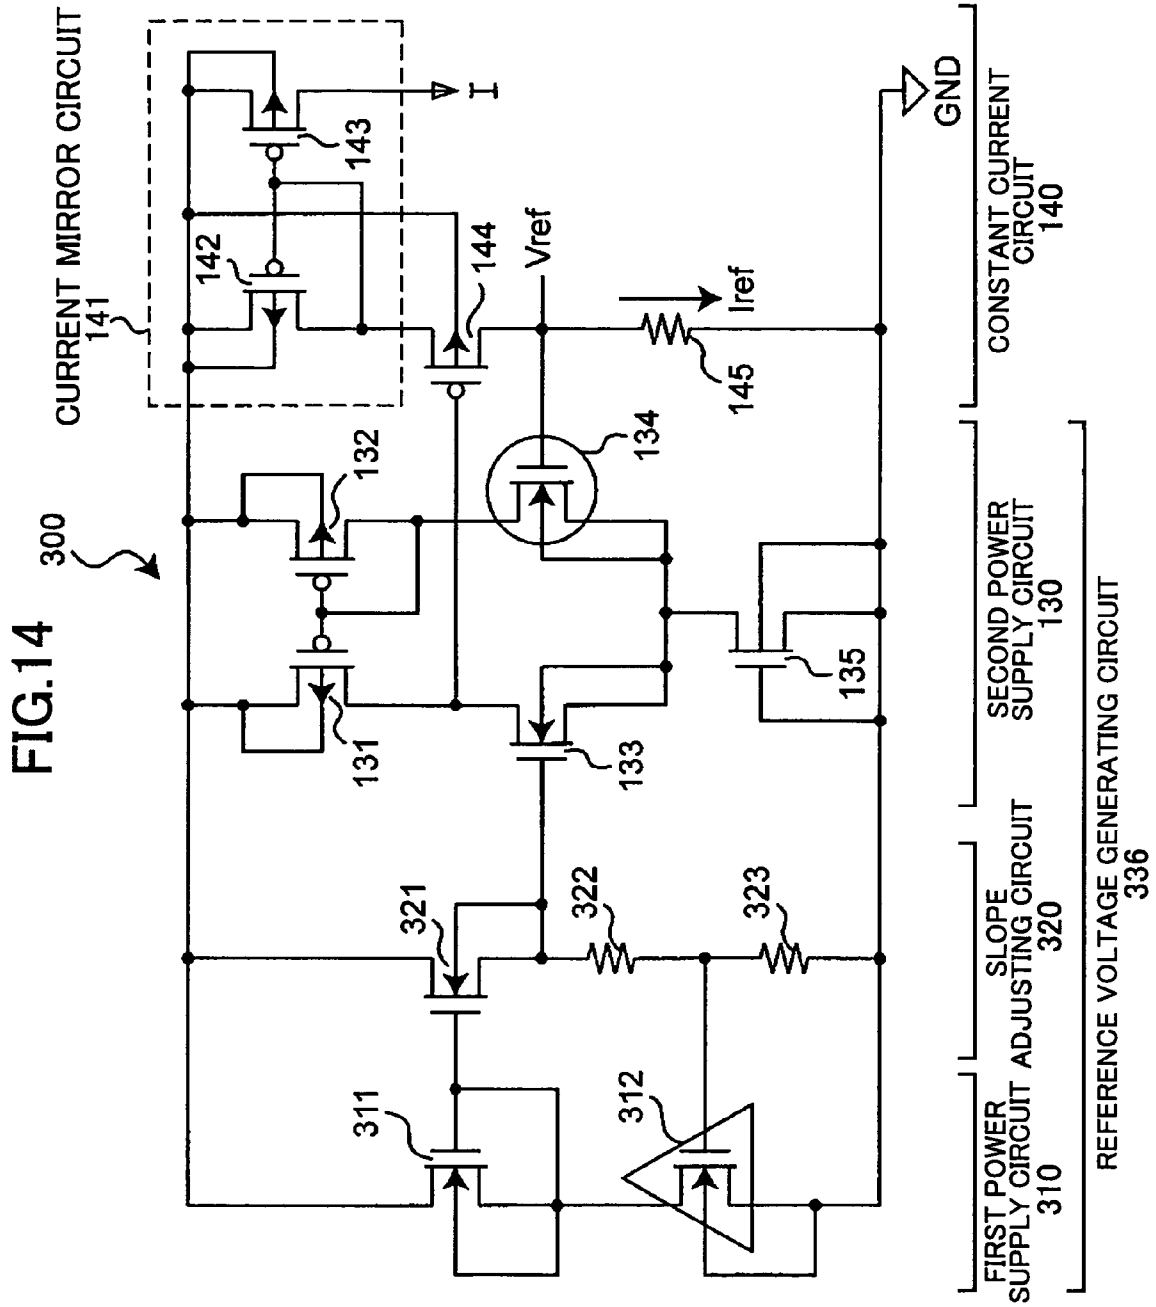 FIG.14
300
CURRENT MIRROR CIRCUIT
141
142
143
I
131
132
144
Vref
Iref
145
133
134
135
311
321
322
323
312
GND
FIRST POWER
SUPPLY CIRCUIT
310
SLOPE
ADJUSTING CIRCUIT
320
SECOND POWER
SUPPLY CIRCUIT
130
CONSTANT CURRENT
CIRCUIT
140
REFERENCE VOLTAGE GENERATING CIRCUIT
336